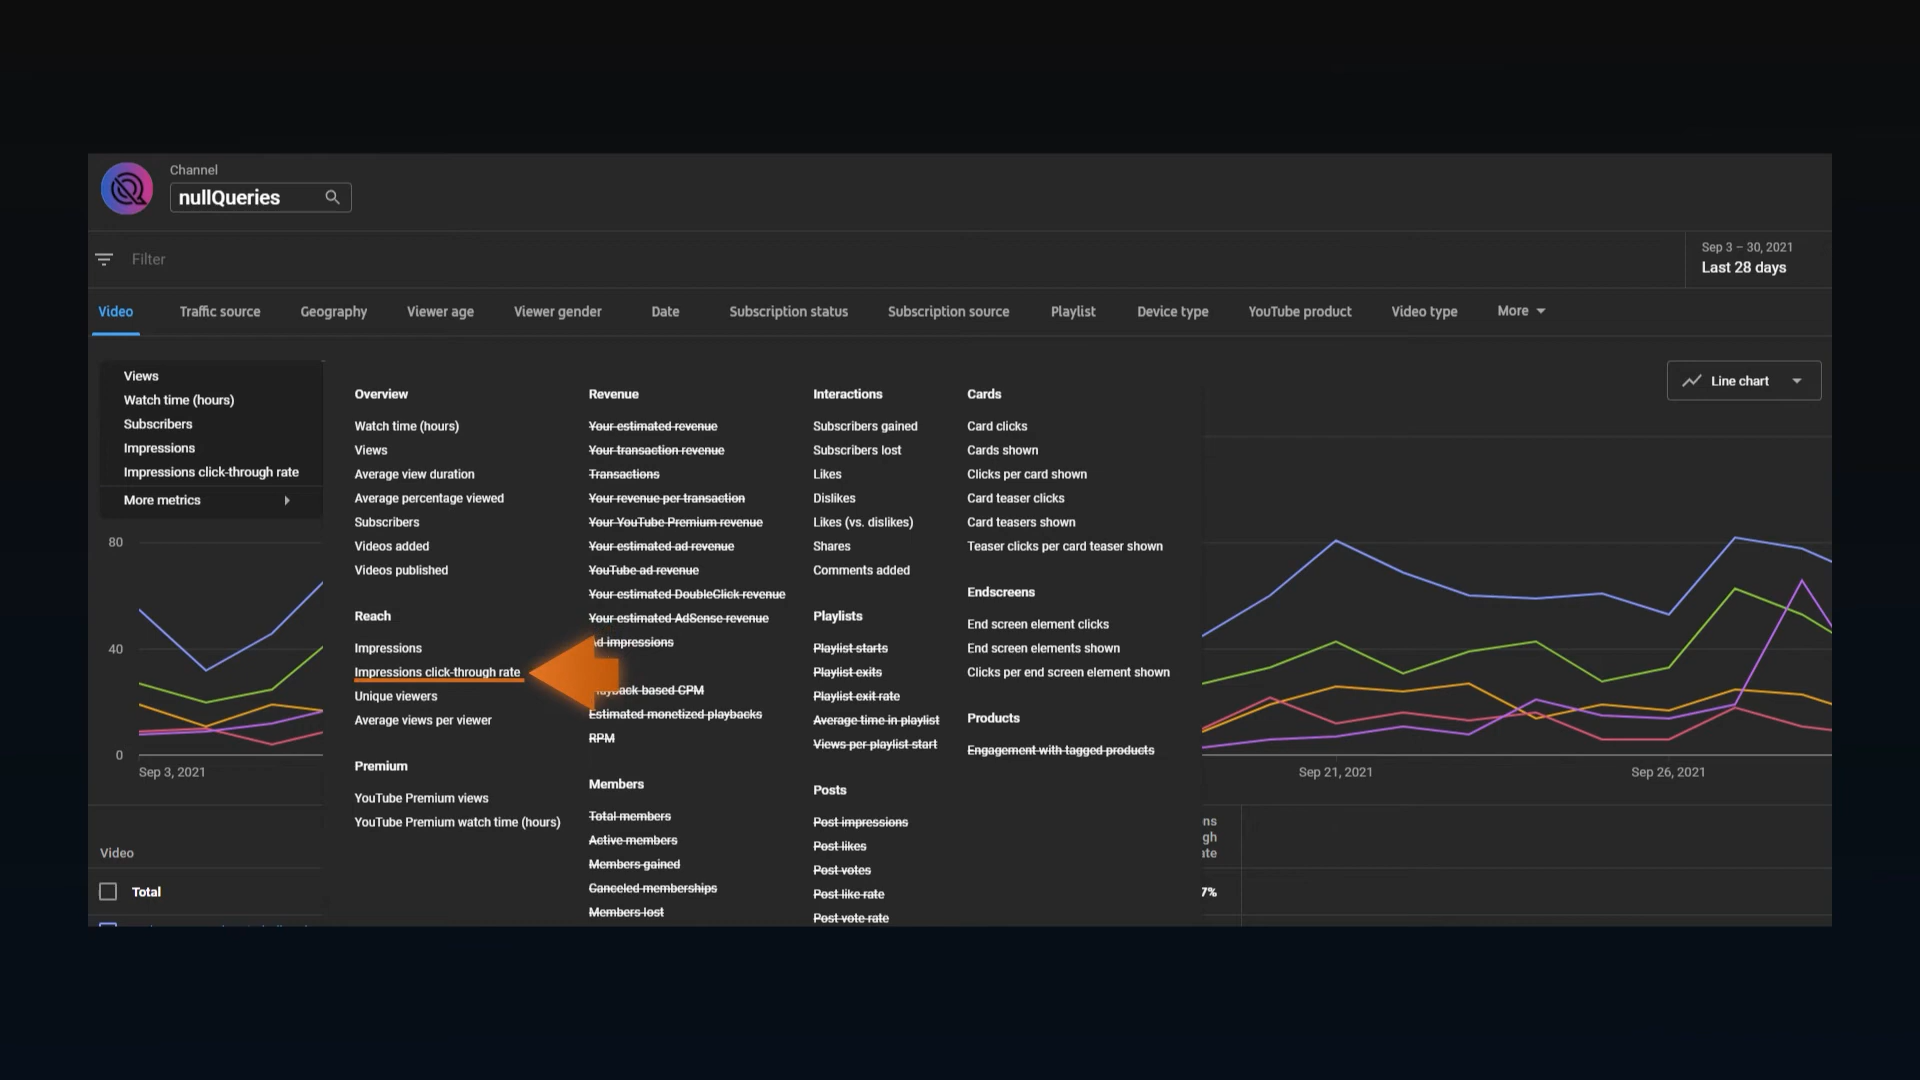 Channel
nullQueries
Filter
Sep 3 – 30, 2021
Last 28 days
Video
Traffic source
Geography
Viewer age
Viewer gender
Date
Subscription status
Subscription source
Playlist
Device type
YouTube product
Video type
More
Views
Watch time (hours)
Subscribers
Impressions
Impressions click-through rate
More metrics
Line chart
Overview
Watch time (hours)
Views
Average view duration
Average percentage viewed
Subscribers
Videos added
Videos published
Reach
Impressions
Impressions click-through rate
Unique viewers
Average views per viewer
Premium
YouTube Premium views
YouTube Premium watch time (hours)
Revenue
Your estimated revenue
Your transaction revenue
Transactions
Your revenue per transaction
Your YouTube Premium revenue
Your estimated ad revenue
YouTube ad revenue
Your estimated DoubleClick revenue
Your estimated AdSense revenue
impressions
based CPM
Estimated monetized playbacks
RPM
Members
Total members
Active members
Members gained
Canceled memberships
Members lost
Interactions
Subscribers gained
Subscribers lost
Likes
Dislikes
Likes (vs. dislikes)
Shares
Comments added
Playlists
Playlist starts
Playlist exits
Playlist exit rate
Average time in playlist
Views per playlist start
Posts
Post impressions
Post likes
Post votes
Post like rate
Post vote rate
Cards
Card clicks
Cards shown
Clicks per card shown
Card teaser clicks
Card teasers shown
Teaser clicks per card teaser shown
Endscreens
End screen element clicks
End screen elements shown
Clicks per end screen element shown
Products
Engagement with tagged products
80
40
0
Sep 3, 2021
Sep 21, 2021
Sep 26, 2021
Video
ns
gh
ate
Total
7%